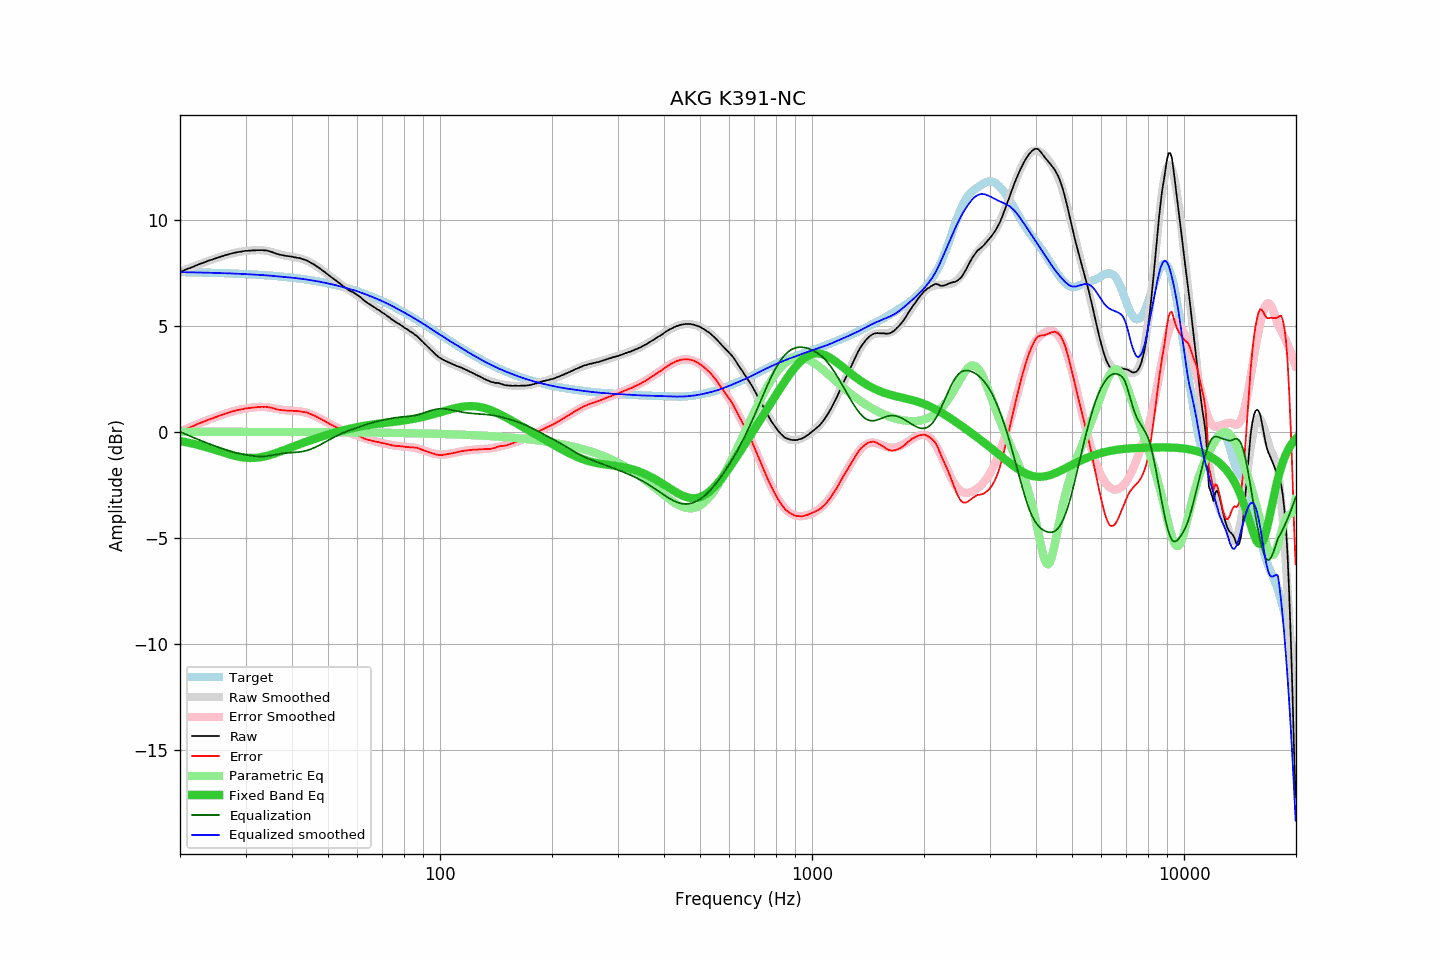 AKG K391-NC
Amplitude (dBr)
10
5
0
−5
−10
−15
Target
Raw Smoothed
Error Smoothed
Raw
Error
Parametric Eq
Fixed Band Eq
Equalization
Equalized smoothed
100 1000 10000
Frequency (Hz)